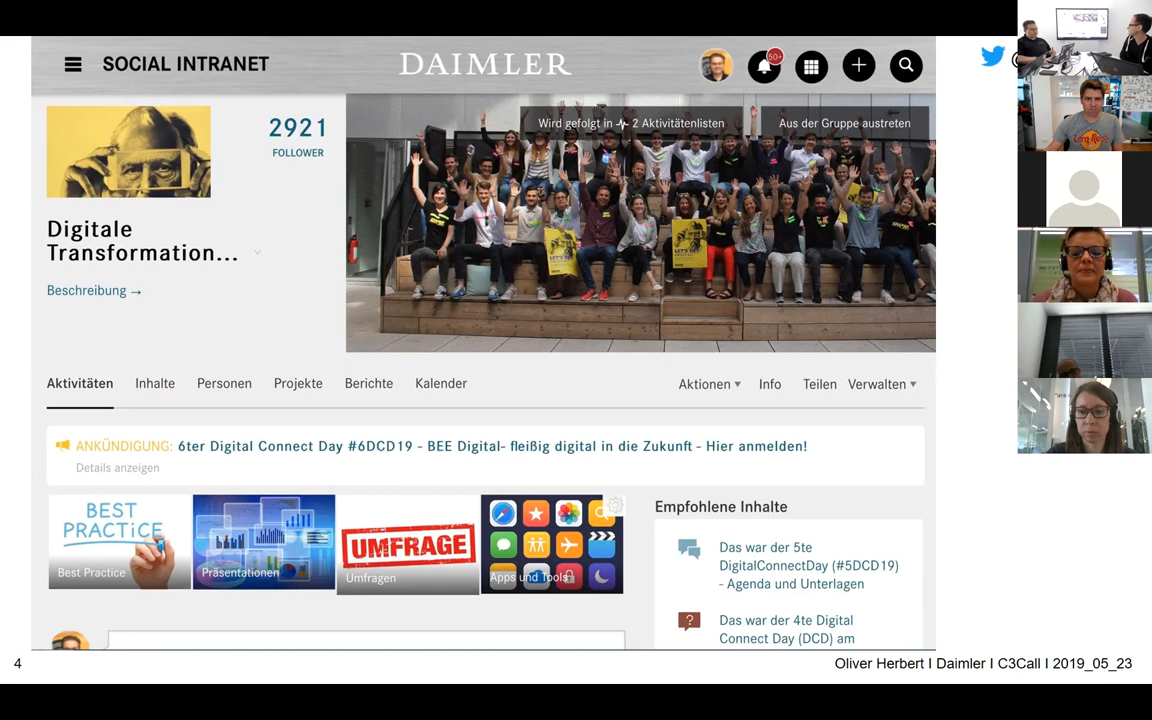 SOCIAL INTRANET
DAIMLER
50+
2921
FOLLOWER
Wird gefolgt in 2 Aktivitätenlisten
Aus der Gruppe austreten
Digitale
Transformation...
Beschreibung →
Aktivitäten Inhalte Personen Projekte Berichte Kalender
Aktionen Info Teilen Verwalten
ANKÜNDIGUNG: 6ter Digital Connect Day #6DCD19 - BEE Digital- fleißig digital in die Zukunft - Hier anmelden!
Details anzeigen
BEST
PRACTICE
Best Practice
Präsentationen
UMFRAGE
Umfragen
Apps und Tools
Empfohlene Inhalte
Das war der 5te
DigitalConnectDay (#5DCD19)
- Agenda und Unterlagen
?
Das war der 4te Digital
Connect Day (DCD) am
4
Oliver Herbert I Daimler I C3Call I 2019_05_23